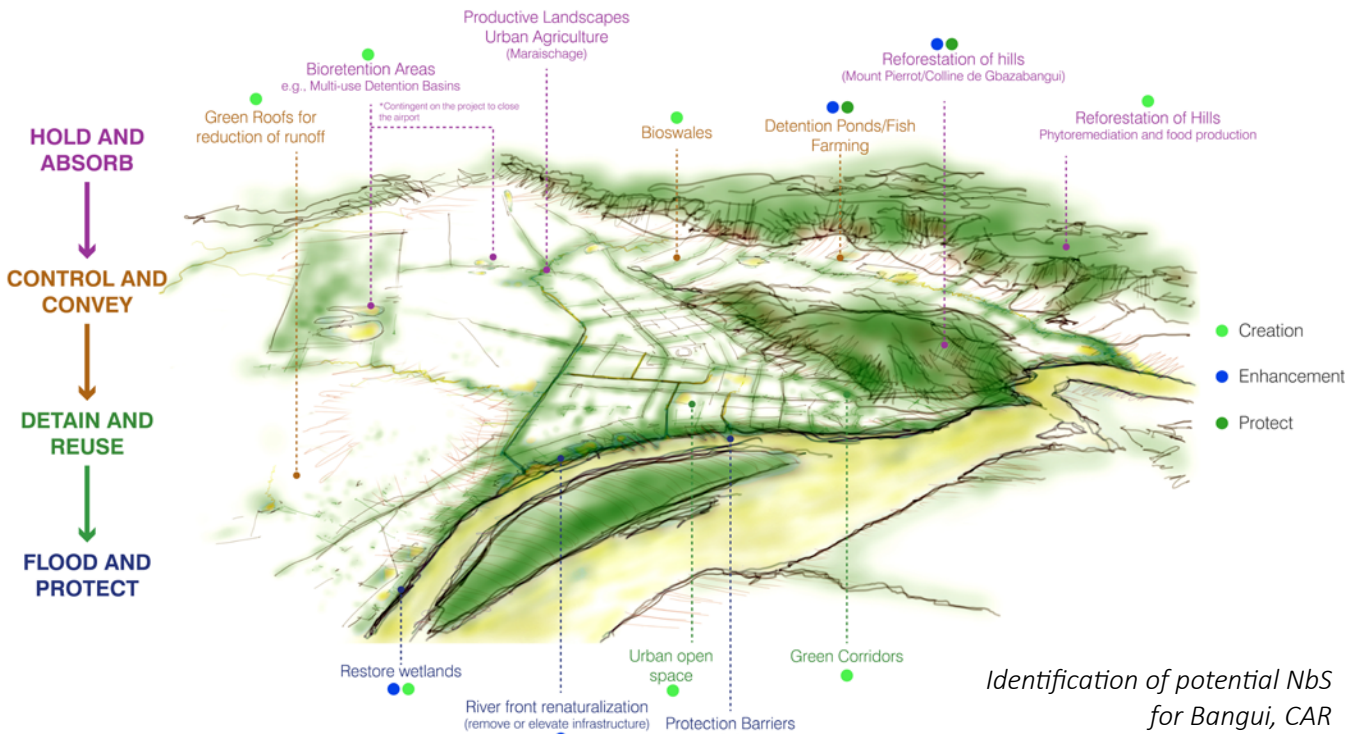 Productive Landscapes
Urban Agriculture
(Maraischage)
Bioretention Areas
e.g., Multi-use Detention Basins
*Contingent on the project to close
the airport
Green Roofs for
reduction of runoff
Bioswales
Detention Ponds/Fish
Farming
Reforestation of hills
(Mount Pierrot/Colline de Gbazabangui)
Reforestation of Hills
Phytoremediation and food production
HOLD AND
ABSORB
CONTROL AND
CONVEY
DETAIN AND
REUSE
FLOOD AND
PROTECT
Creation
Enhancement
Protect
Restore wetlands
River front renaturalization
(remove or elevate infrastructure)
Urban open
space
Protection Barriers
Green Corridors
Identification of potential NbS
for Bangui, CAR